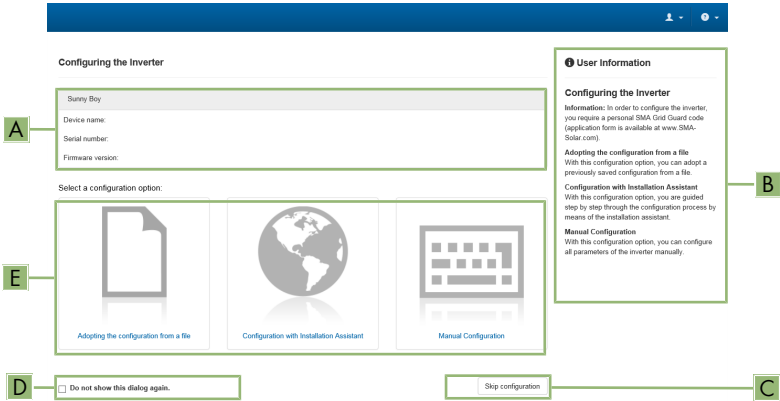 Configuring the Inverter
Sunny Boy
Device name:
Serial number:
Firmware version:
A
Select a configuration option:
Adopting the configuration from a file
Configuration with Installation Assistant
Manual Configuration
E
Do not show this dialog again.
D
Skip configuration
C
User Information
Configuring the Inverter
Information: In order to configure the inverter,
you require a personal SMA Grid Guard code
(application form is available at www.SMA-
Solar.com).
Adopting the configuration from a file
With this configuration option, you can adopt a
previously saved configuration from a file.
Configuration with Installation Assistant
With this configuration option, you are guided
step by step through the configuration process by
means of the installation assistant.
Manual Configuration
With this configuration option, you can configure
all parameters of the inverter manually.
B